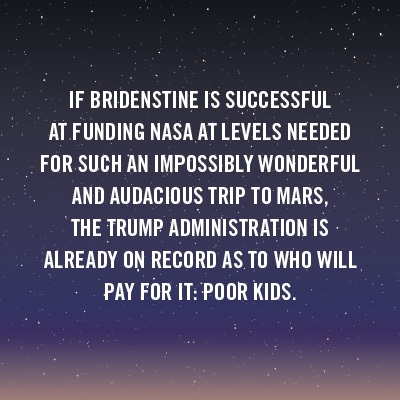 IF BRIDENSTINE IS SUCCESSFUL
AT FUNDING NASA AT LEVELS NEEDED
FOR SUCH AN IMPOSSIBLY WONDERFUL
AND AUDACIOUS TRIP TO MARS,
THE TRUMP ADMINISTRATION IS
ALREADY ON RECORD AS TO WHO WILL
PAY FOR IT: POOR KIDS.